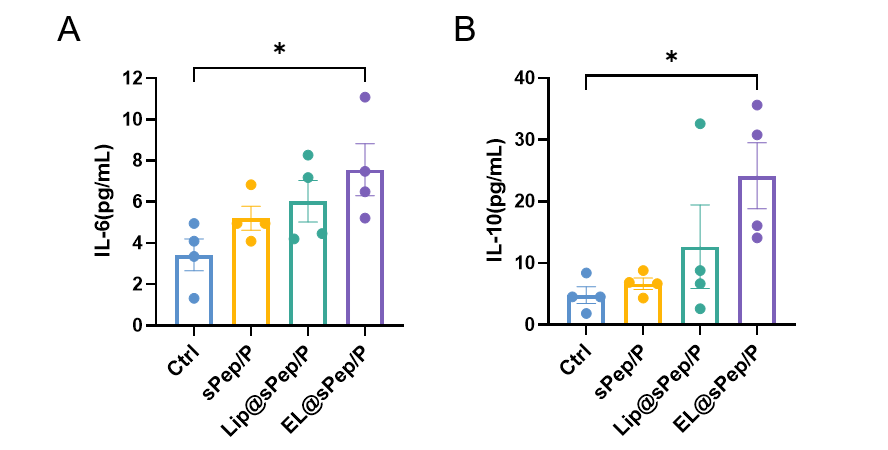 A
*
IL-6(pg/mL)
12
10
8
6
4
2
0
Ctrl
sPep/P
Lip@sPep/P
EL@sPep/P
B
*
IL-10(pg/mL)
40
30
20
10
0
Ctrl
sPep/P
Lip@sPep/P
EL@sPep/P